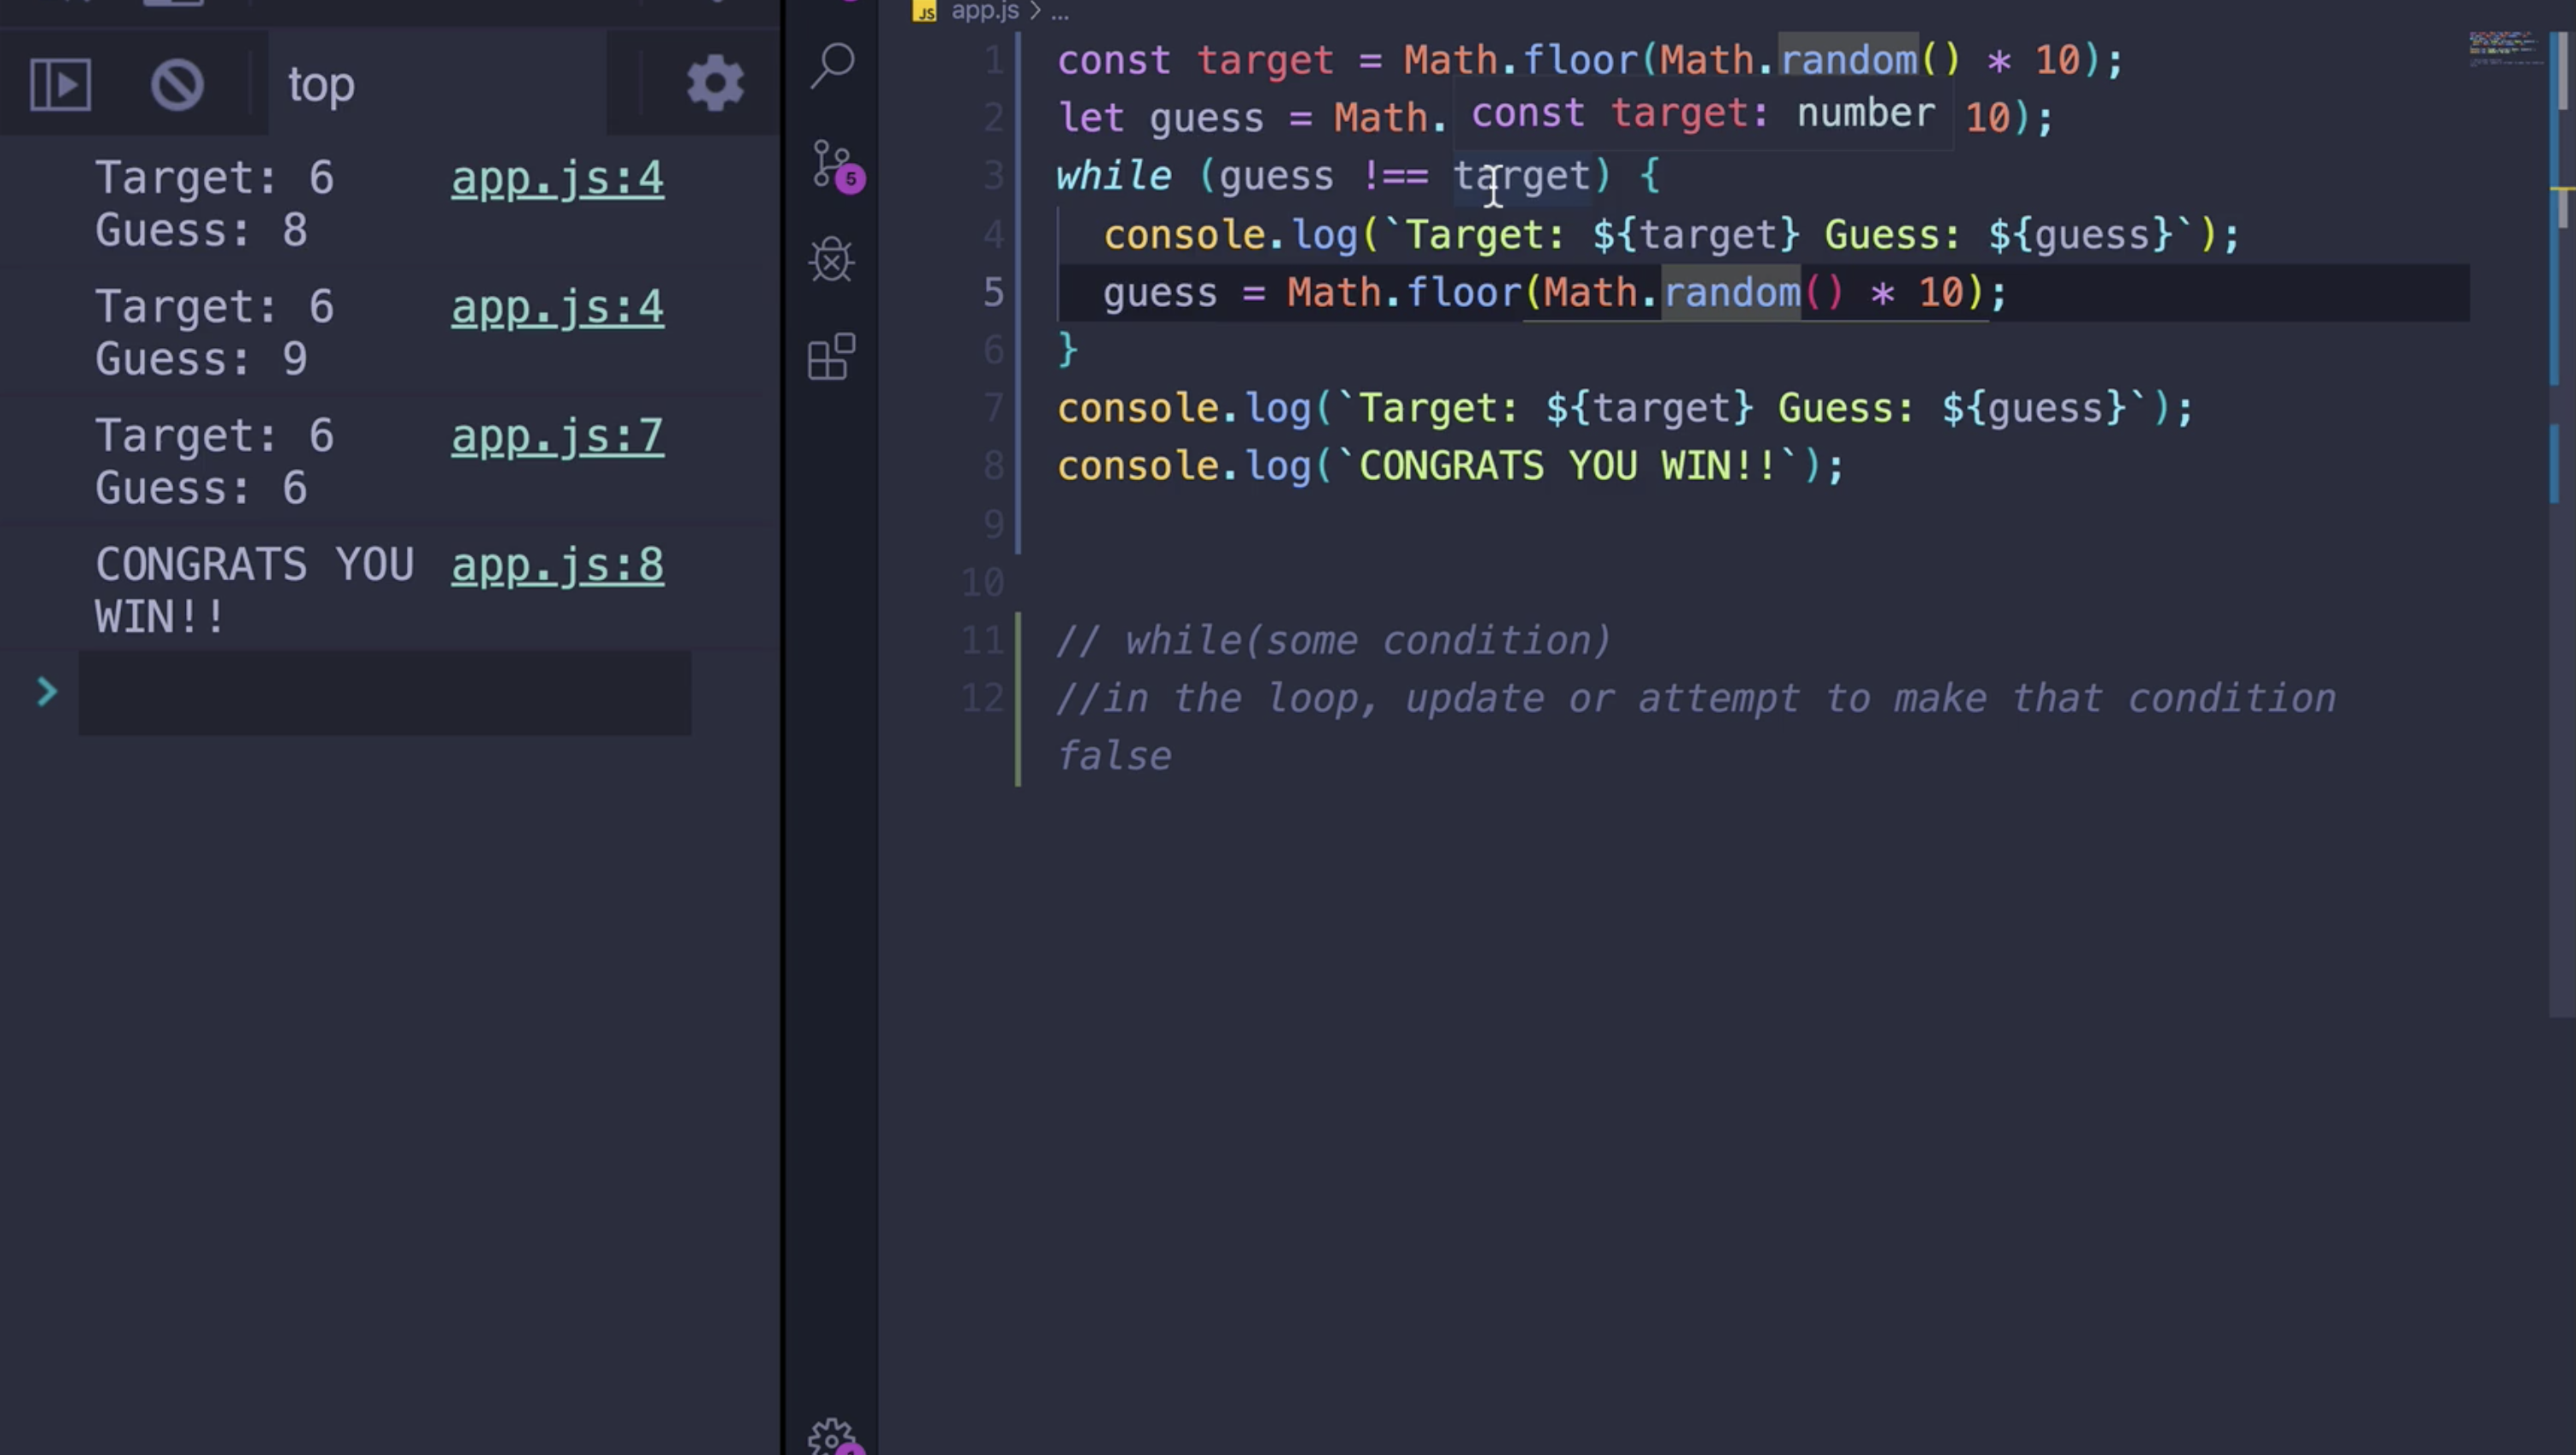 top
Target: 6 app.js:4
Guess: 8
Target: 6 app.js:4
Guess: 9
Target: 6 app.js:7
Guess: 6
CONGRATS YOU app.js:8
WIN!!
>
JS app.js > ...
1 const target = Math.floor(Math.random() * 10);
2 let guess = Math. 10);
const target: number
3 while (guess !== target) {
4 console.log(`Target: ${target} Guess: ${guess}`);
5 guess = Math.floor(Math.random() * 10);
6 }
7 console.log(`Target: ${target} Guess: ${guess}`);
8 console.log(`CONGRATS YOU WIN!!`);
9
10
11 // while(some condition)
12 //in the loop, update or attempt to make that condition
false
5